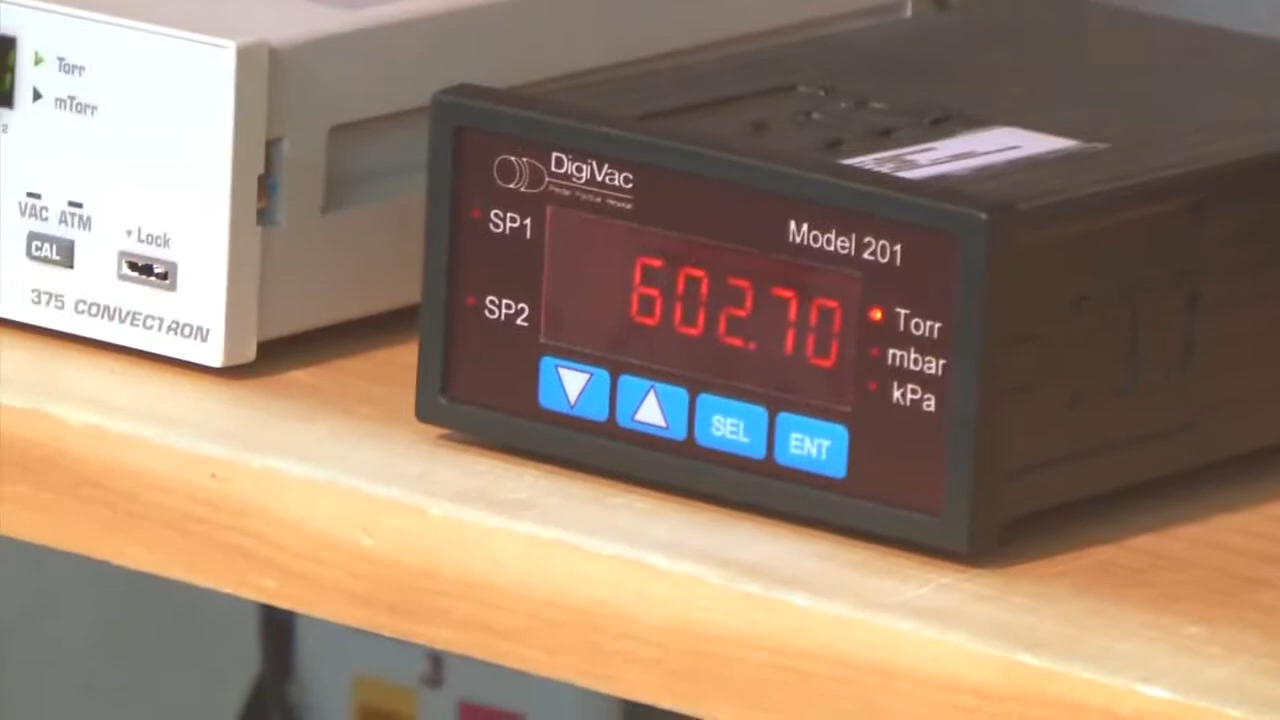 Torr
mTorr
VAC ATM
CAL
Lock
375 CONVECTRON
DigiVac
SP1
Model 201
602.70
SP2
Torr
mbar
kPa
SEL
ENT
3